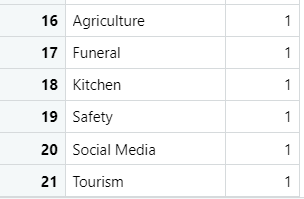 16 Agriculture 1
17 Funeral 1
18 Kitchen 1
19 Safety 1
20 Social Media 1
21 Tourism 1